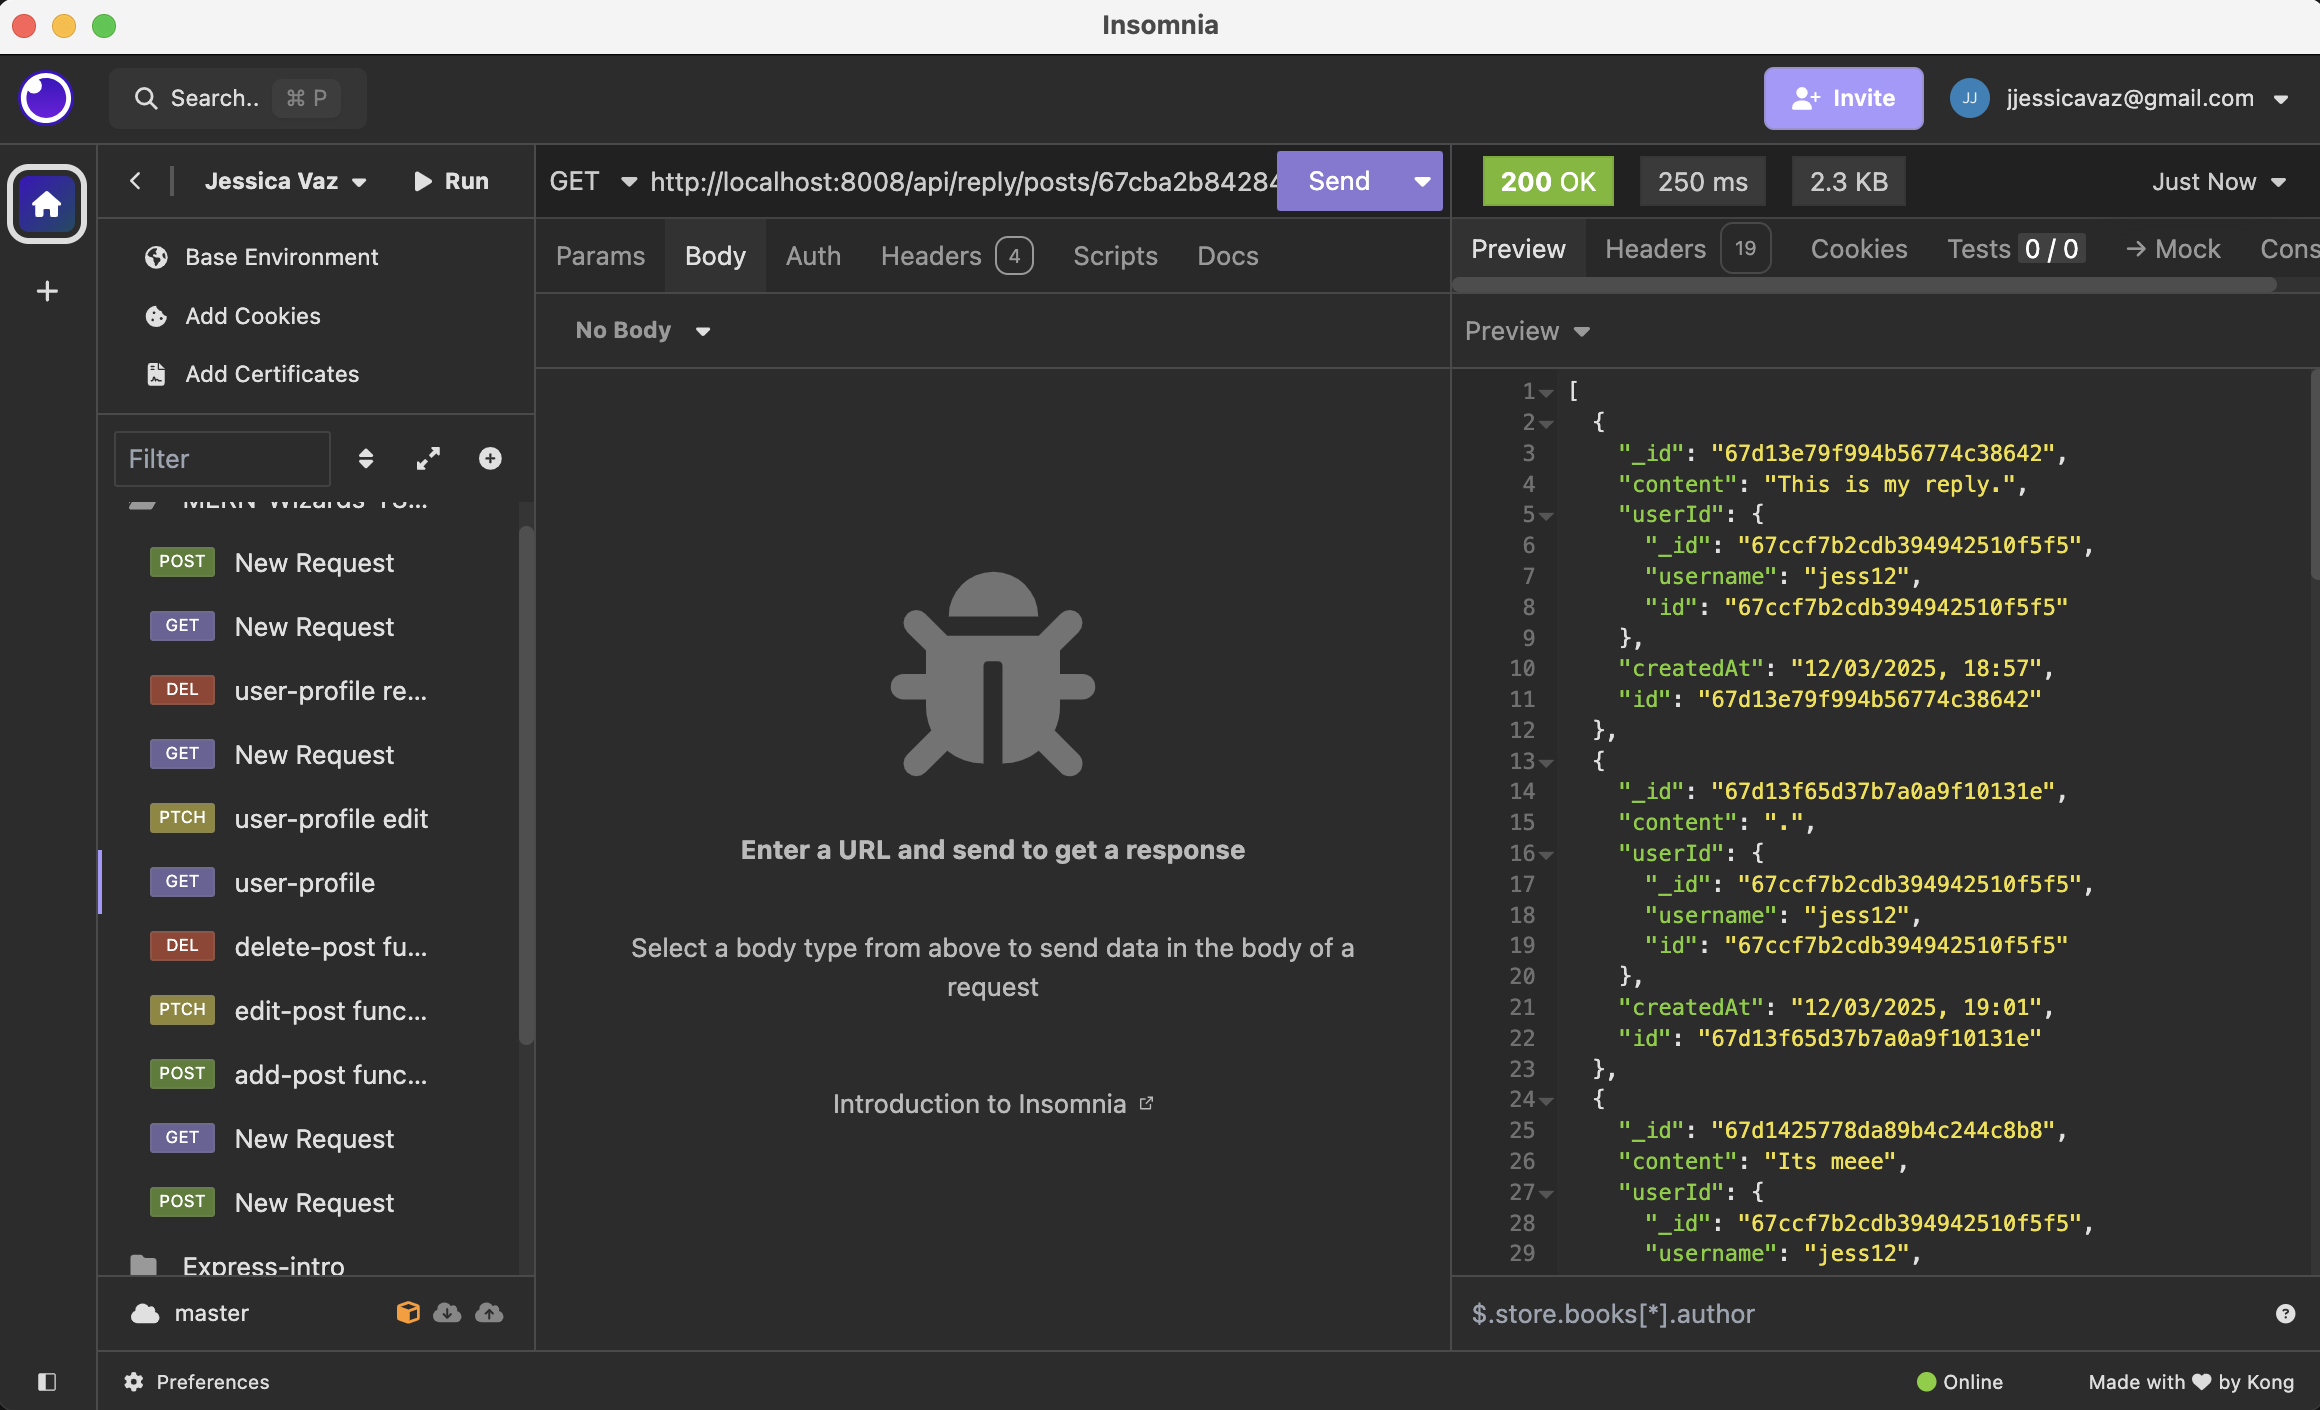 Insomnia
Search.. ⌘ P
Invite
JJ jjessicavaz@gmail.com
Jessica Vaz
Run
Base Environment
Add Cookies
Add Certificates
Filter
MERN Wizards TS...
POST New Request
GET New Request
DEL user-profile re...
GET New Request
PTCH user-profile edit
GET user-profile
DEL delete-post fu...
PTCH edit-post func...
POST add-post func...
GET New Request
POST New Request
Express-intro
master
GET http://localhost:8008/api/reply/posts/67cba2b84284 Send
Params Body Auth Headers 4 Scripts Docs
No Body
Enter a URL and send to get a response
Select a body type from above to send data in the body of a
request
Introduction to Insomnia
200 OK 250 ms 2.3 KB Just Now
Preview Headers 19 Cookies Tests 0 / 0 → Mock Cons
Preview
1 [
2 {
3 "_id": "67d13e79f994b56774c38642",
4 "content": "This is my reply.",
5 "userId": {
6 "_id": "67ccf7b2cdb394942510f5f5",
7 "username": "jess12",
8 "id": "67ccf7b2cdb394942510f5f5"
9 },
10 "createdAt": "12/03/2025, 18:57",
11 "id": "67d13e79f994b56774c38642"
12 },
13 {
14 "_id": "67d13f65d37b7a0a9f10131e",
15 "content": ".",
16 "userId": {
17 "_id": "67ccf7b2cdb394942510f5f5",
18 "username": "jess12",
19 "id": "67ccf7b2cdb394942510f5f5"
20 },
21 "createdAt": "12/03/2025, 19:01",
22 "id": "67d13f65d37b7a0a9f10131e"
23 },
24 {
25 "_id": "67d1425778da89b4c244c8b8",
26 "content": "Its meee",
27 "userId": {
28 "_id": "67ccf7b2cdb394942510f5f5",
29 "username": "jess12",
$.store.books[*].author
Preferences
Online
Made with ♥ by Kong